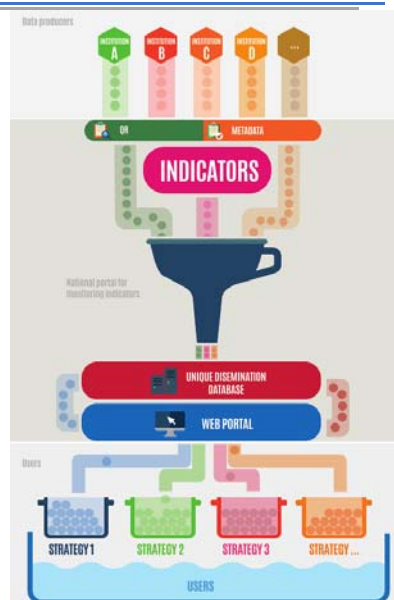 Data producers
INSTITUTION
A
INSTITUTION
B
INSTITUTION
C
INSTITUTION
D
...
QR
METADATA
INDICATORS
National portal for
monitoring indicators
UNIQUE DISEMINATION
DATABASE
WEB PORTAL
Users
STRATEGY 1
STRATEGY 2
STRATEGY 3
STRATEGY ...
USERS